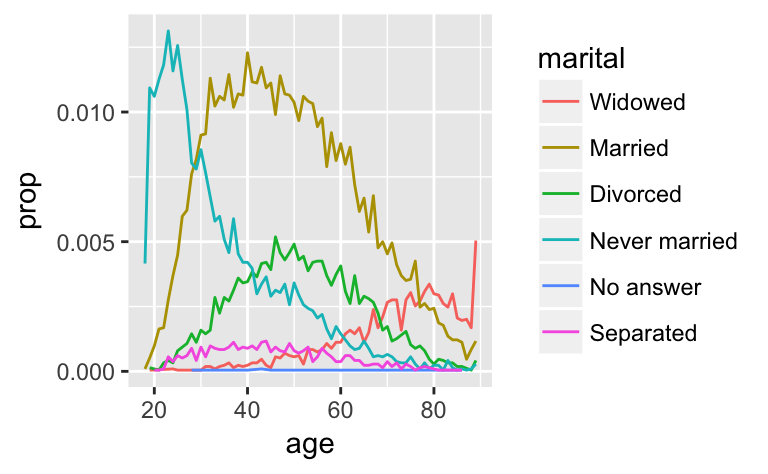 marital
Widowed
Married
Divorced
Never married
No answer
Separated
prop
0.010
0.005
0.000
20 40 60 80
age